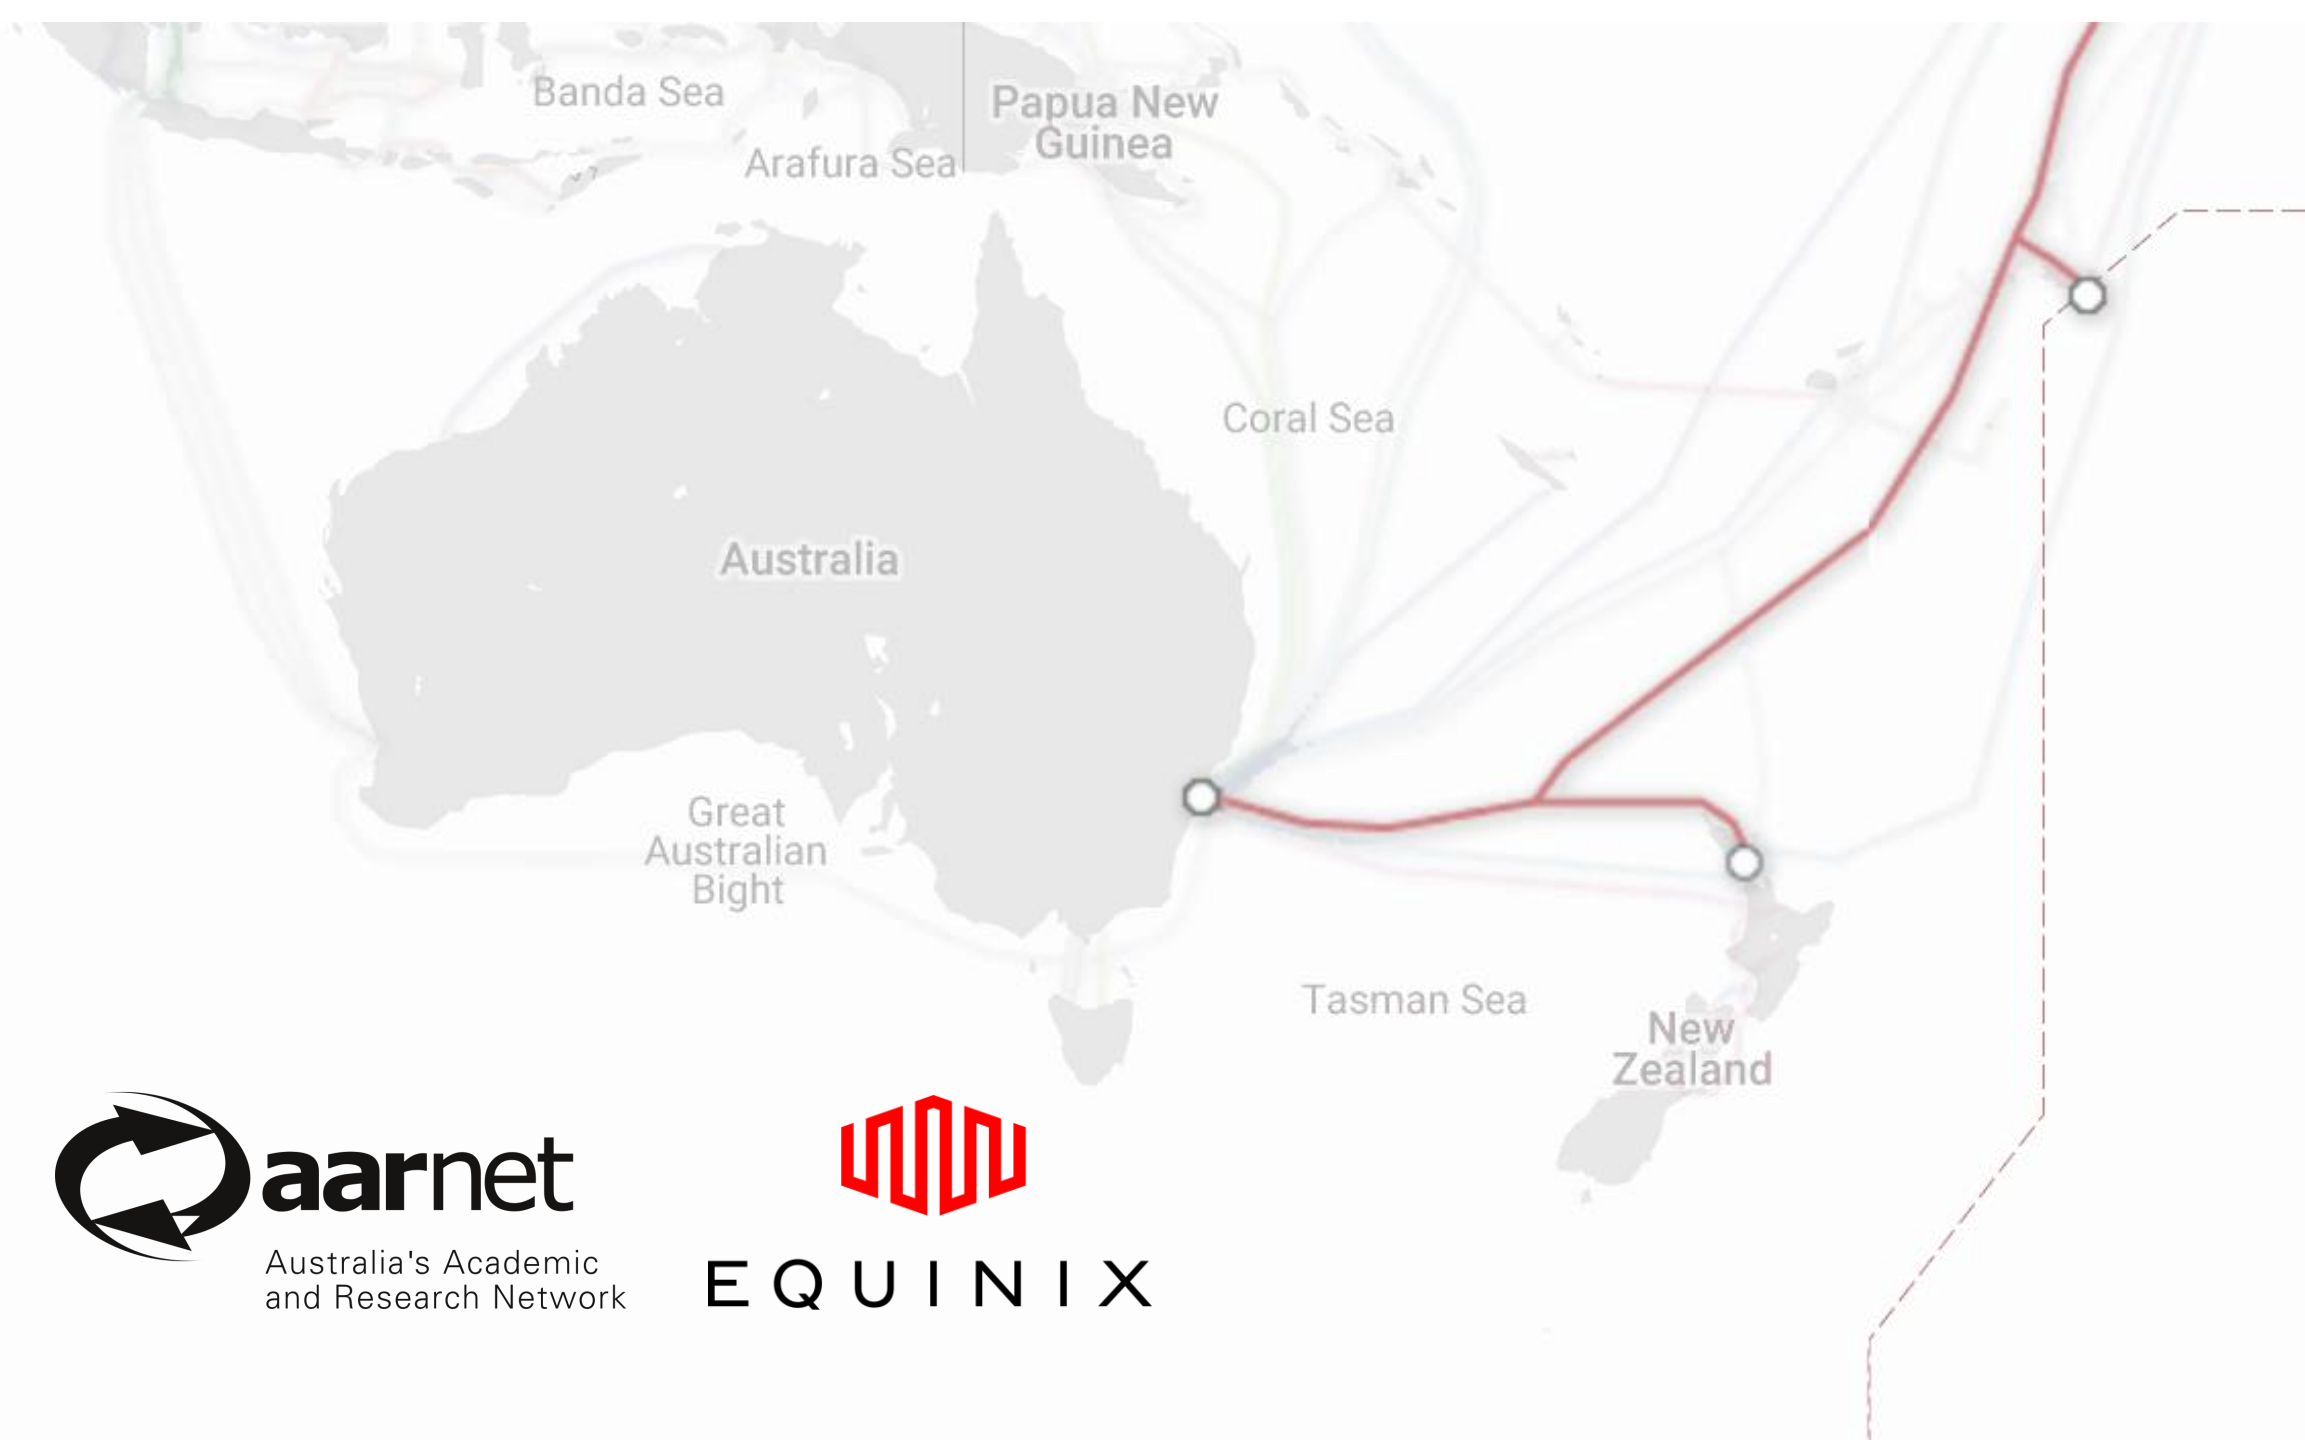 Banda Sea
Papua New
Guinea
Arafura Sea
Coral Sea
Australia
Great
Australian
Bight
Tasman Sea
New
Zealand
aarnet
Australia's Academic
and Research Network
EQUINIX